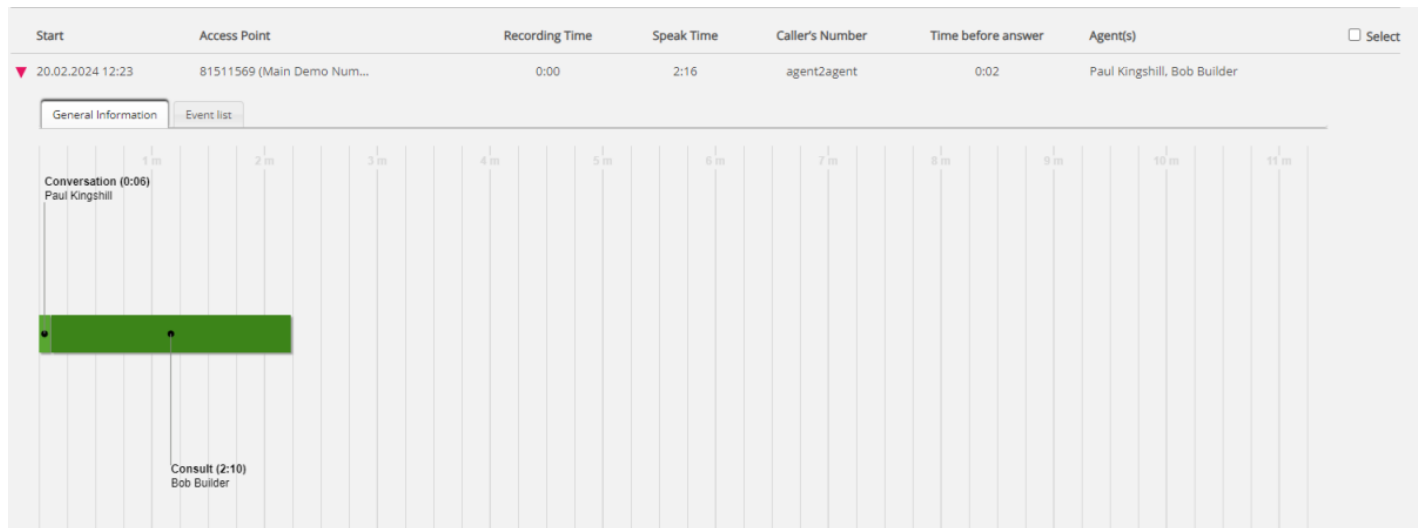 Start Access Point Recording Time Speak Time Caller's Number Time before answer Agent(s) Select
20.02.2024 12:23 81511569 (Main Demo Num... 0:00 2:16 agent2agent 0:02 Paul Kingshill, Bob Builder
General Information Event list
1 m 2 m 3 m 4 m 5 m 6 m 7 m 8 m 9 m 10 m 11 m
Conversation (0:06)
Paul Kingshill
Consult (2:10)
Bob Builder